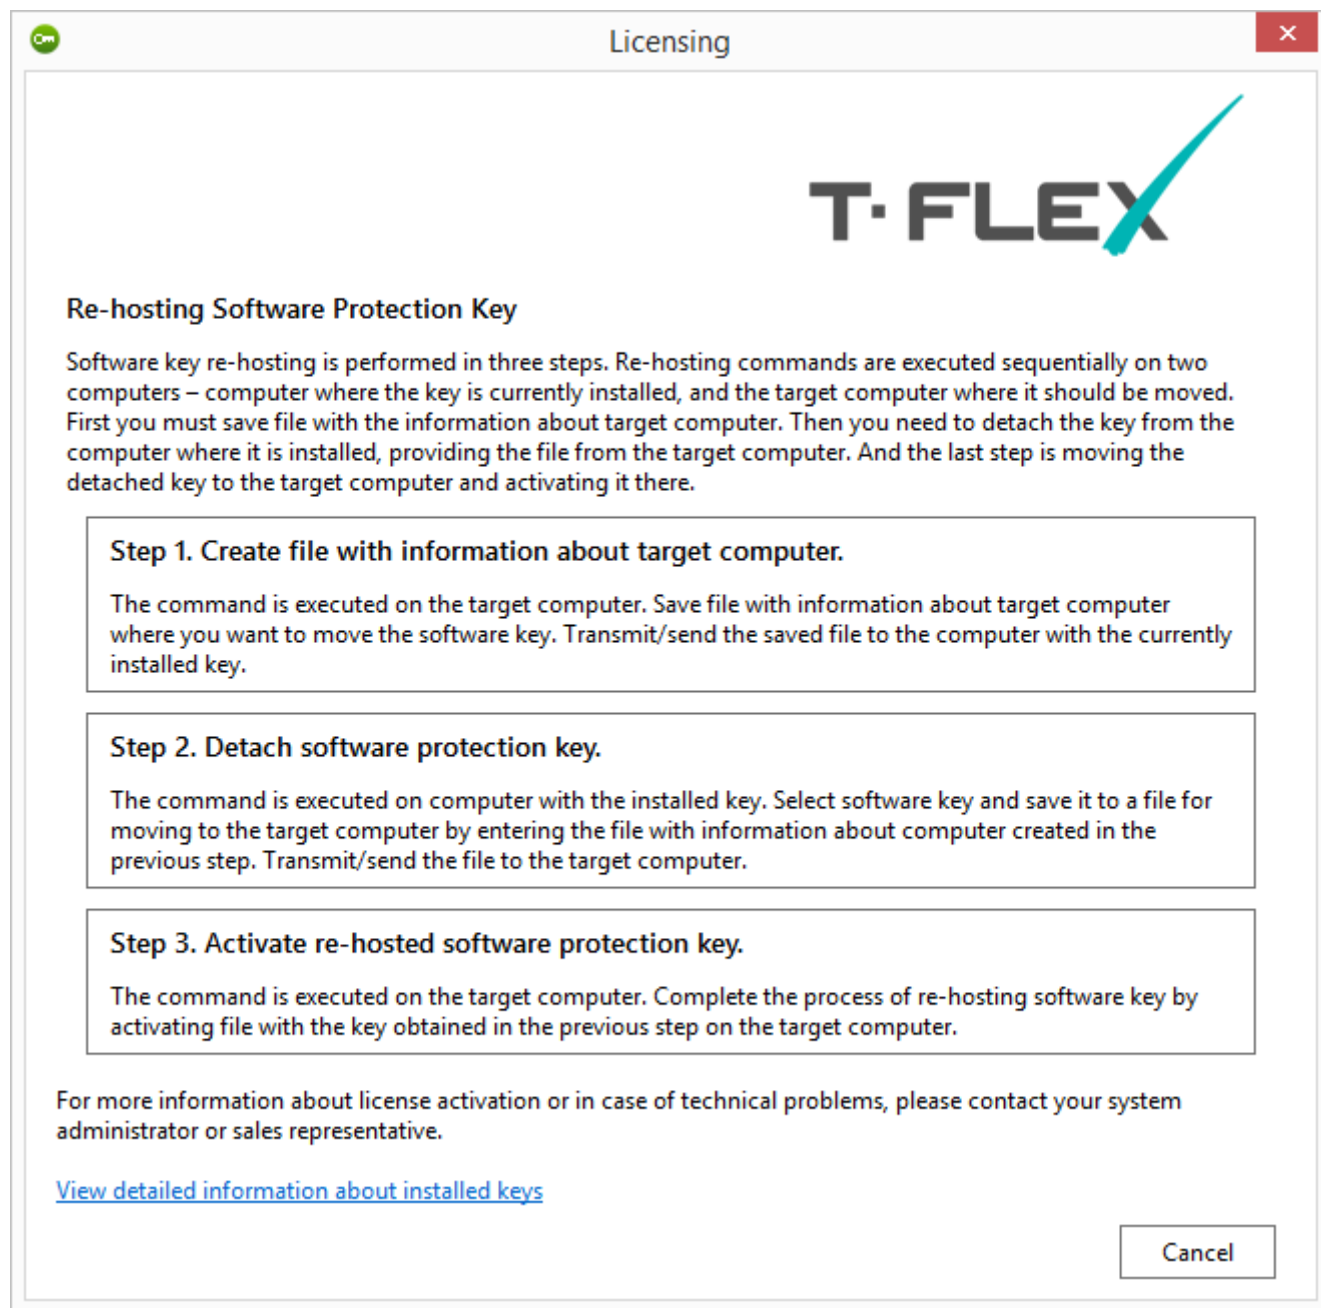 Licensing
T-FLEX
Re-hosting Software Protection Key
Software key re-hosting is performed in three steps. Re-hosting commands are executed sequentially on two
computers – computer where the key is currently installed, and the target computer where it should be moved.
First you must save file with the information about target computer. Then you need to detach the key from the
computer where it is installed, providing the file from the target computer. And the last step is moving the
detached key to the target computer and activating it there.
Step 1. Create file with information about target computer.
The command is executed on the target computer. Save file with information about target computer
where you want to move the software key. Transmit/send the saved file to the computer with the currently
installed key.
Step 2. Detach software protection key.
The command is executed on computer with the installed key. Select software key and save it to a file for
moving to the target computer by entering the file with information about computer created in the
previous step. Transmit/send the file to the target computer.
Step 3. Activate re-hosted software protection key.
The command is executed on the target computer. Complete the process of re-hosting software key by
activating file with the key obtained in the previous step on the target computer.
For more information about license activation or in case of technical problems, please contact your system
administrator or sales representative.
View detailed information about installed keys
Cancel